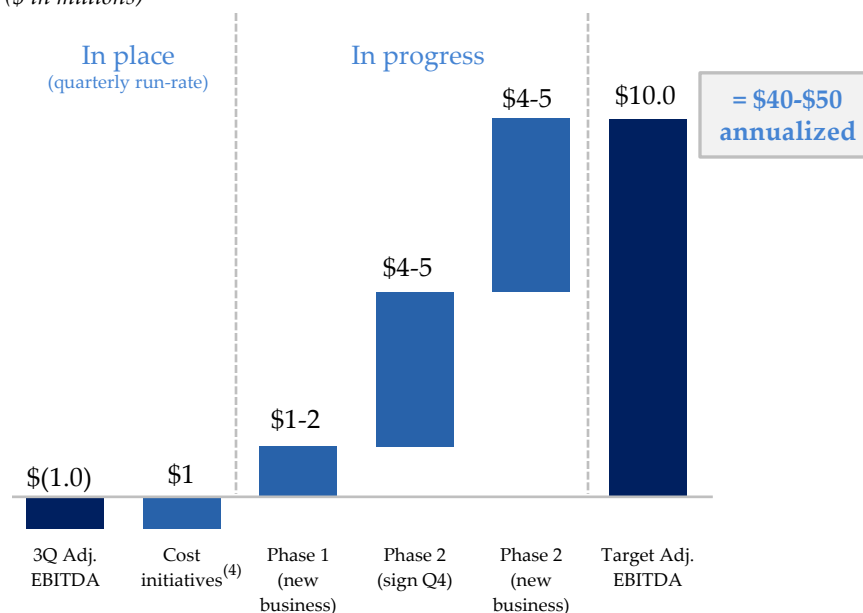 ($ in millions)
In place
(quarterly run-rate)
In progress
$4-5
$10.0
= $40-$50
annualized
$4-5
$1-2
$(1.0)
$1
3Q Adj.
EBITDA
Cost
initiatives(4)
Phase 1
(new
business)
Phase 2
(sign Q4)
Phase 2
(new
business)
Target Adj.
EBITDA